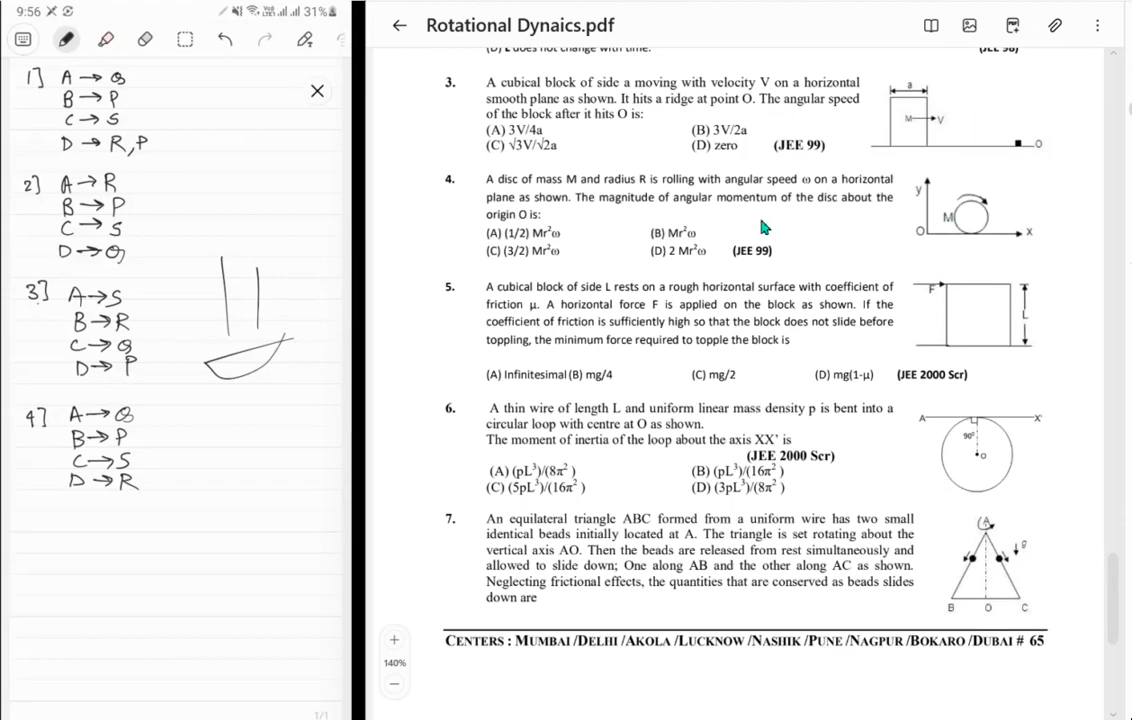 9:56
31%
1] A → Q
B → P
C → S
D → R, P
2] A → R
B → P
C → S
D → Q
3] A → S
B → R
C → Q
D → P
4] A → Q
B → P
C → S
D → R
1/1
Rotational Dynaics.pdf
(D) L does not change with time. (JEE 98)
3. A cubical block of side a moving with velocity V on a horizontal
smooth plane as shown. It hits a ridge at point O. The angular speed
of the block after it hits O is:
(A) 3V/4a (B) 3V/2a
(C) √3V/√2a (D) zero (JEE 99)
a
M V
O
4. A disc of mass M and radius R is rolling with angular speed ω on a horizontal
plane as shown. The magnitude of angular momentum of the disc about the
origin O is:
(A) (1/2) Mr²ω (B) Mr²ω
(C) (3/2) Mr²ω (D) 2 Mr²ω (JEE 99)
y
M
O x
5. A cubical block of side L rests on a rough horizontal surface with coefficient of
friction μ. A horizontal force F is applied on the block as shown. If the
coefficient of friction is sufficiently high so that the block does not slide before
toppling, the minimum force required to topple the block is
(A) Infinitesimal (B) mg/4 (C) mg/2 (D) mg(1-μ) (JEE 2000 Scr)
F
L
6. A thin wire of length L and uniform linear mass density p is bent into a
circular loop with centre at O as shown.
The moment of inertia of the loop about the axis XX' is
(JEE 2000 Scr)
(A) (pL³)/(8π²) (B) (pL³)/(16π²)
(C) (5pL³)/(16π²) (D) (3pL³)/(8π²)
A X'
90°
o
7. An equilateral triangle ABC formed from a uniform wire has two small
identical beads initially located at A. The triangle is set rotating about the
vertical axis AO. Then the beads are released from rest simultaneously and
allowed to slide down; One along AB and the other along AC as shown.
Neglecting frictional effects, the quantities that are conserved as beads slides
down are
A
g
B O C
CENTERS : MUMBAI /DELHI /AKOLA /LUCKNOW /NASHIK /PUNE /NAGPUR /BOKARO /DUBAI # 65
140%